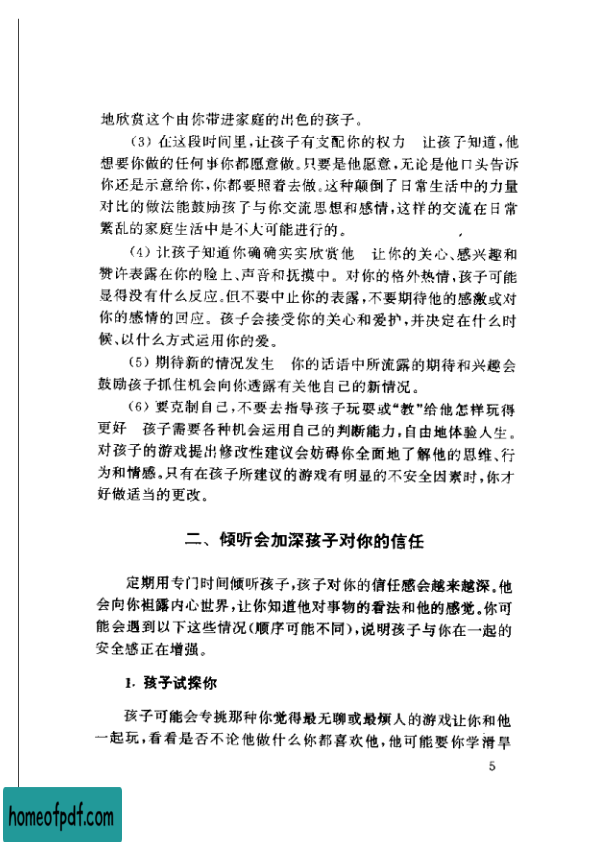 地欣赏这个由你带进家庭的出色的孩子。
（3）在这段时间里，让孩子有支配你的权力　让孩子知道，他
想要你做的任何事你都愿意做。只要是他愿意，无论是他口头告诉
你还是示意给你，你都要照着去做。这种颠倒了日常生活中的力量
对比的做法能鼓励孩子与你交流思想和感情，这样的交流在日常
繁乱的家庭生活中是不大可能进行的。
（4）让孩子知道你确确实实欣赏他　让你的关心、感兴趣和
赞许表露在你的脸上、声音和抚摸中。对你的格外热情，孩子可能
显得没有什么反应。但不要中止你的表露，不要期待他的感激或对
你的感情的回应。孩子会接受你的关心和爱护，并决定在什么时
候、以什么方式运用你的爱。
（5）期待新的情况发生　你的话语中所流露的期待和兴趣会
鼓励孩子抓住机会向你透露有关他自己的新情况。
（6）要克制自己，不要去指导孩子玩要或“教”给他怎样玩得
更好　孩子需要各种机会运用自己的判断能力，自由地体验人生。
对孩子的游戏提出修改性建议会妨碍你全面地了解他的思维、行
为和情感。只有在孩子所建议的游戏有明显的不安全因素时，你才
好做适当的更改。
二、倾听会加深孩子对你的信任
定期用专门时间倾听孩子，孩子对你的信任感会越来越深。他
会向你袒露内心世界，让你知道他对事物的看法和他的感觉。你可
能会遇到以下这些情况（顺序可能不同），说明孩子与你在一起的
安全感正在增强。
1. 孩子试探你
孩子可能会专挑那种你觉得最无聊或最烦人的游戏让你和他
一起玩，看看是否不论他做什么你都喜欢他，他可能要你学滑旱
5
homeofpdf.com